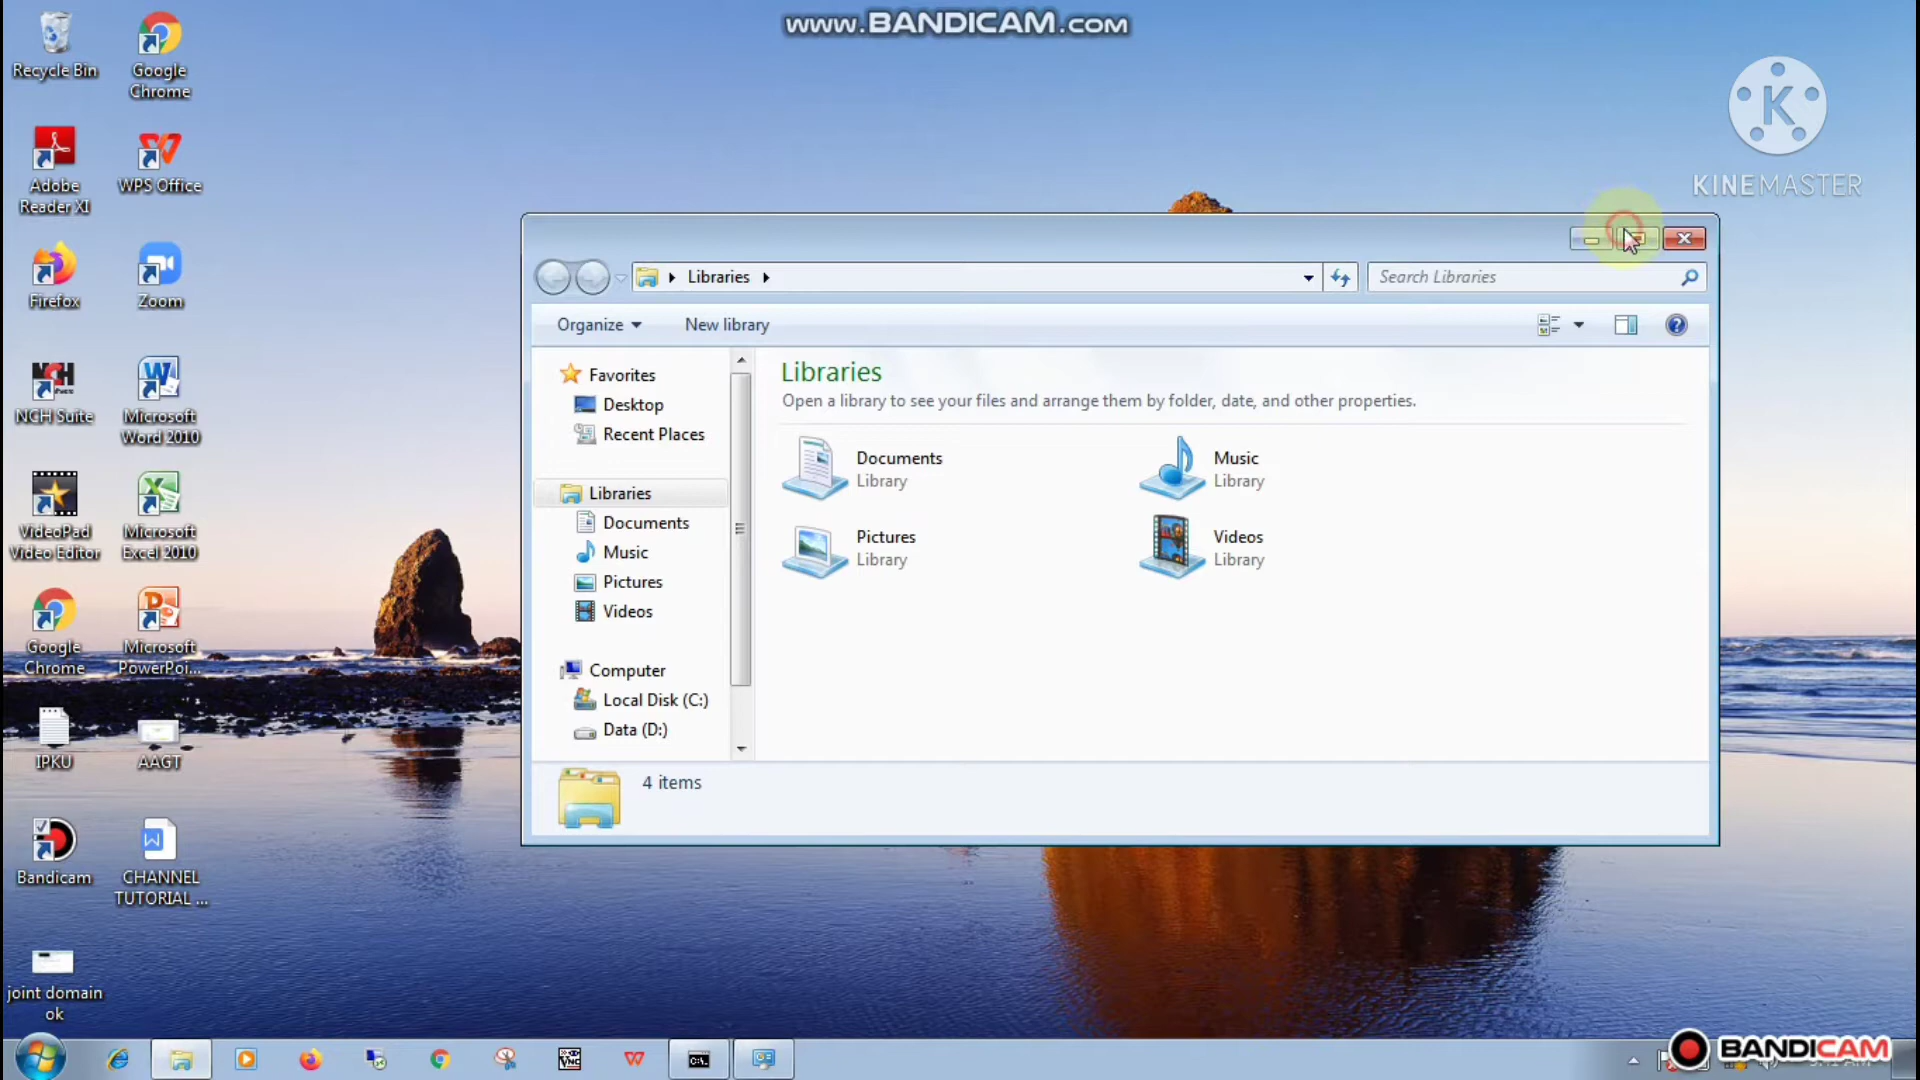 www.BANDICAM.com
Recycle Bin
Google
Chrome
Adobe
Reader XI
WPS Office
Firefox
Zoom
NCH Suite
Microsoft
Word 2010
VideoPad
Video Editor
Microsoft
Excel 2010
Google
Chrome
Microsoft
PowerPoi...
IPKU
AAGT
Bandicam
CHANNEL
TUTORIAL ...
joint domain
ok
K
KINEMASTER
Libraries
Search Libraries
Organize
New library
Favorites
Desktop
Recent Places
Libraries
Documents
Music
Pictures
Videos
Computer
Local Disk (C:)
Data (D:)
Libraries
Open a library to see your files and arrange them by folder, date, and other properties.
Documents
Library
Music
Library
Pictures
Library
Videos
Library
4 items
BANDICAM